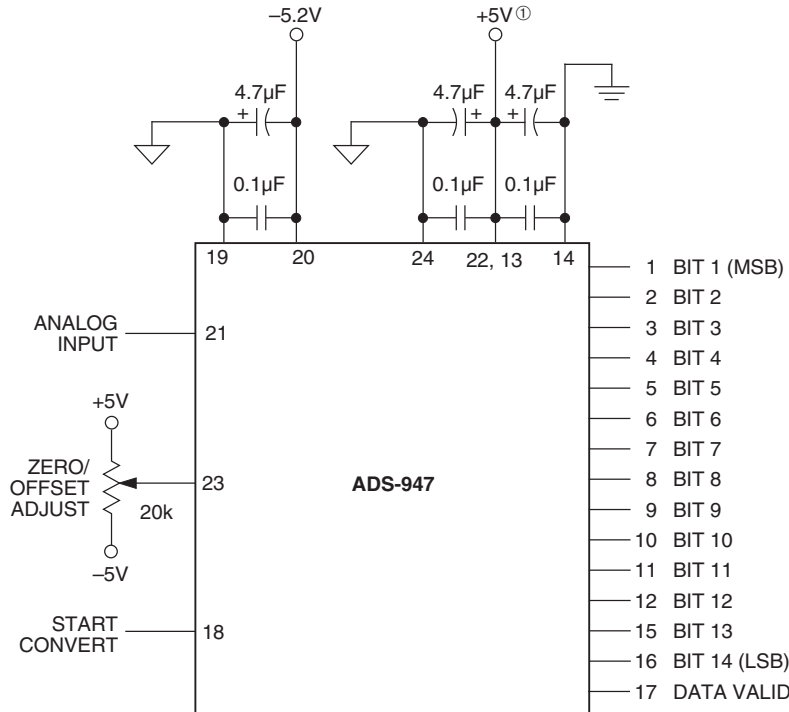 –5.2V
+5V ①
4.7µF
+
4.7µF
+
4.7µF
+
0.1µF
0.1µF
0.1µF
19
20
24
22, 13
14
ANALOG
INPUT
21
+5V
ZERO/
OFFSET
ADJUST
20k
–5V
23
START
CONVERT
18
ADS-947
1 BIT 1 (MSB)
2 BIT 2
3 BIT 3
4 BIT 4
5 BIT 5
6 BIT 6
7 BIT 7
8 BIT 8
9 BIT 9
10 BIT 10
11 BIT 11
12 BIT 12
15 BIT 13
16 BIT 14 (LSB)
17 DATA VALID